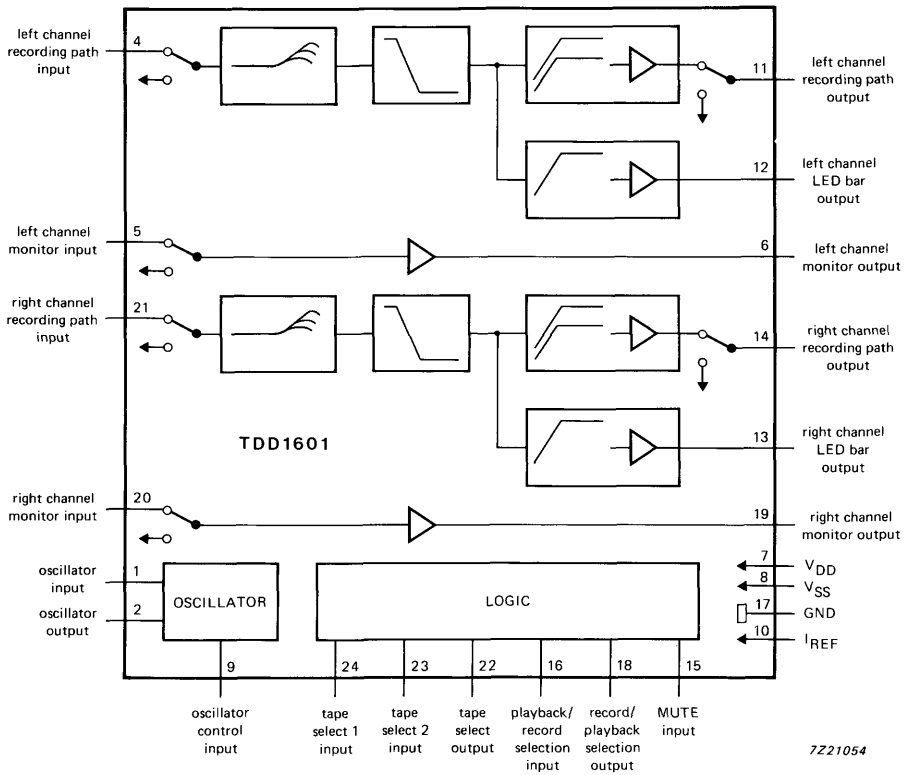 left channel
recording path
input
4
11
left channel
recording path
output
12
left channel
LED bar
output
left channel
monitor input
5
6
left channel
monitor output
right channel
recording path
input
21
14
right channel
recording path
output
TDD1601
13
right channel
LED bar
output
right channel
monitor input
20
19
right channel
monitor output
oscillator
input
1
oscillator
output
2
OSCILLATOR
LOGIC
7
VDD
8
VSS
17
GND
10
IREF
9
24
23
22
16
18
15
oscillator
control
input
tape
select 1
input
tape
select 2
input
tape
select
output
playback/
record
selection
input
record/
playback
selection
output
MUTE
input
7Z21054